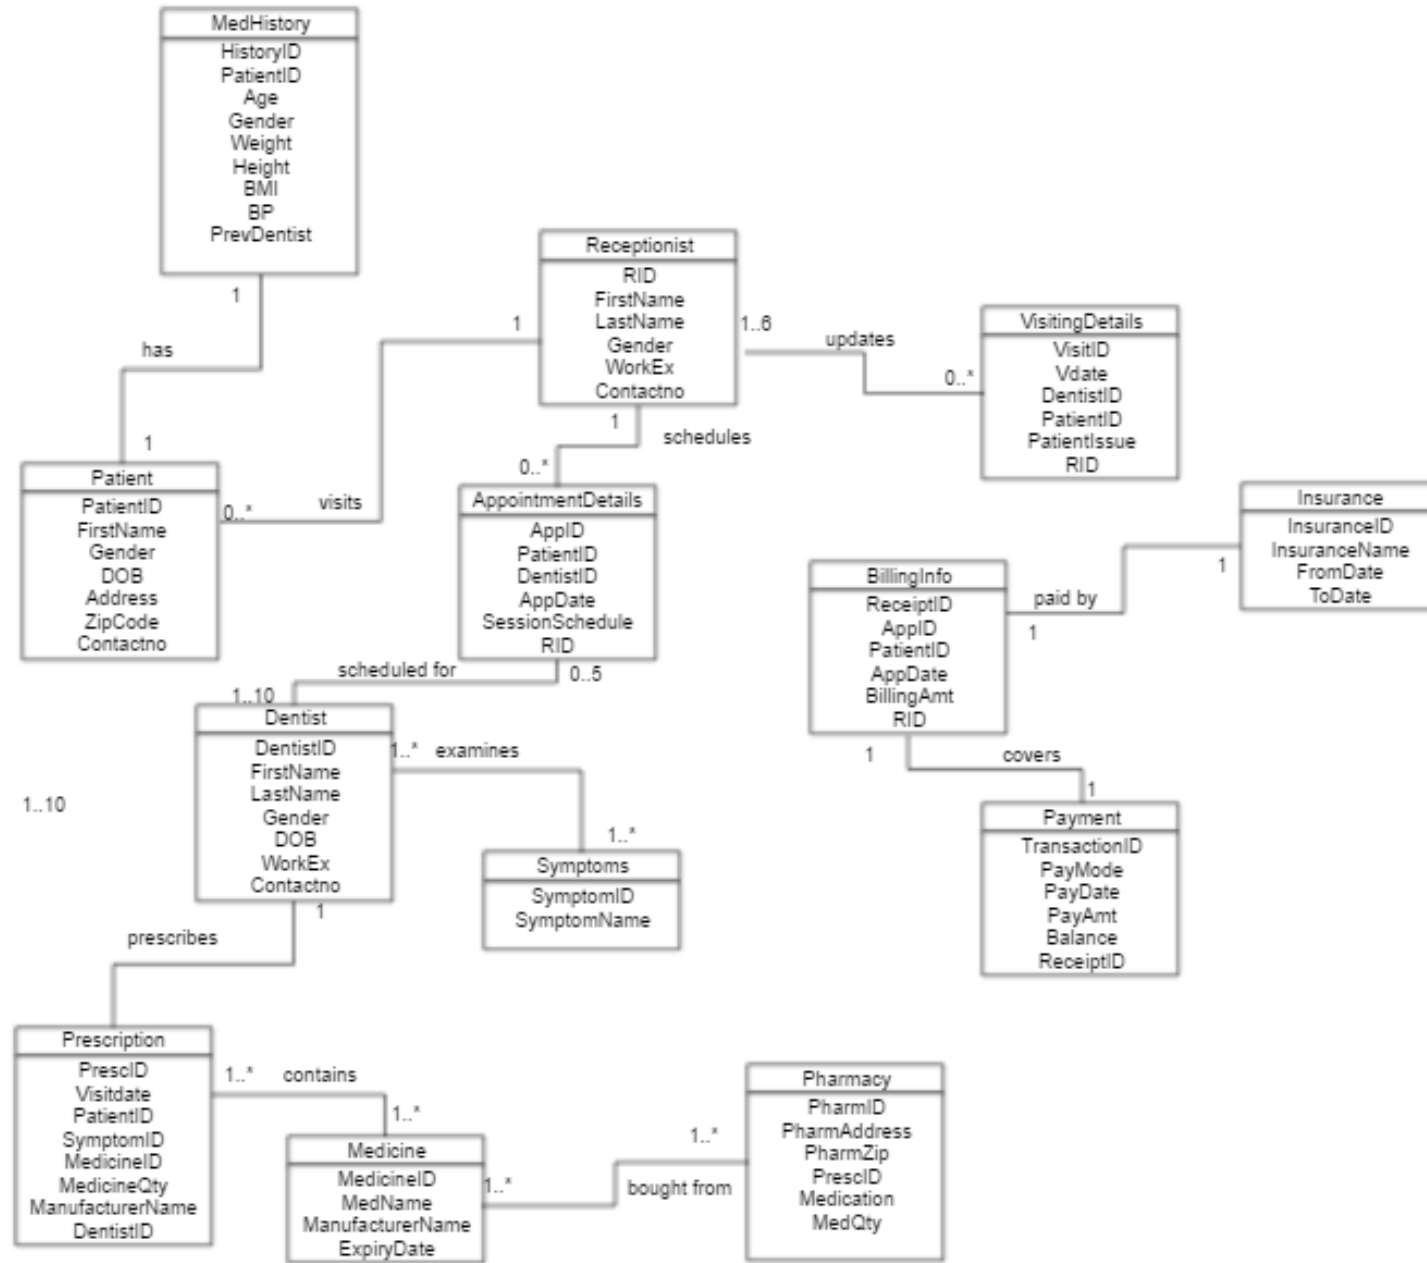 MedHistory
HistoryID
PatientID
Age
Gender
Weight
Height
BMI
BP
PrevDentist
1
has
1
Patient
PatientID
FirstName
Gender
DOB
Address
ZipCode
Contactno
0..*
visits
1
Receptionist
RID
FirstName
LastName
Gender
WorkEx
Contactno
1..6
updates
0..*
VisitingDetails
VisitID
Vdate
DentistID
PatientID
PatientIssue
RID
1
schedules
0..*
AppointmentDetails
AppID
PatientID
DentistID
AppDate
SessionSchedule
RID
scheduled for
0..5
1..10
Dentist
DentistID
FirstName
LastName
Gender
DOB
WorkEx
Contactno
1..*
examines
1..*
Symptoms
SymptomID
SymptomName
1..10
1
prescribes
Prescription
PrescID
Visitdate
PatientID
SymptomID
MedicineID
MedicineQty
ManufacturerName
DentistID
1..*
contains
1..*
Medicine
MedicineID
MedName
ManufacturerName
ExpiryDate
1..*
bought from
1..*
Pharmacy
PharmID
PharmAddress
PharmZip
PrescID
Medication
MedQty
Insurance
InsuranceID
InsuranceName
FromDate
ToDate
1
paid by
1
BillingInfo
ReceiptID
AppID
PatientID
AppDate
BillingAmt
RID
1
covers
1
Payment
TransactionID
PayMode
PayDate
PayAmt
Balance
ReceiptID